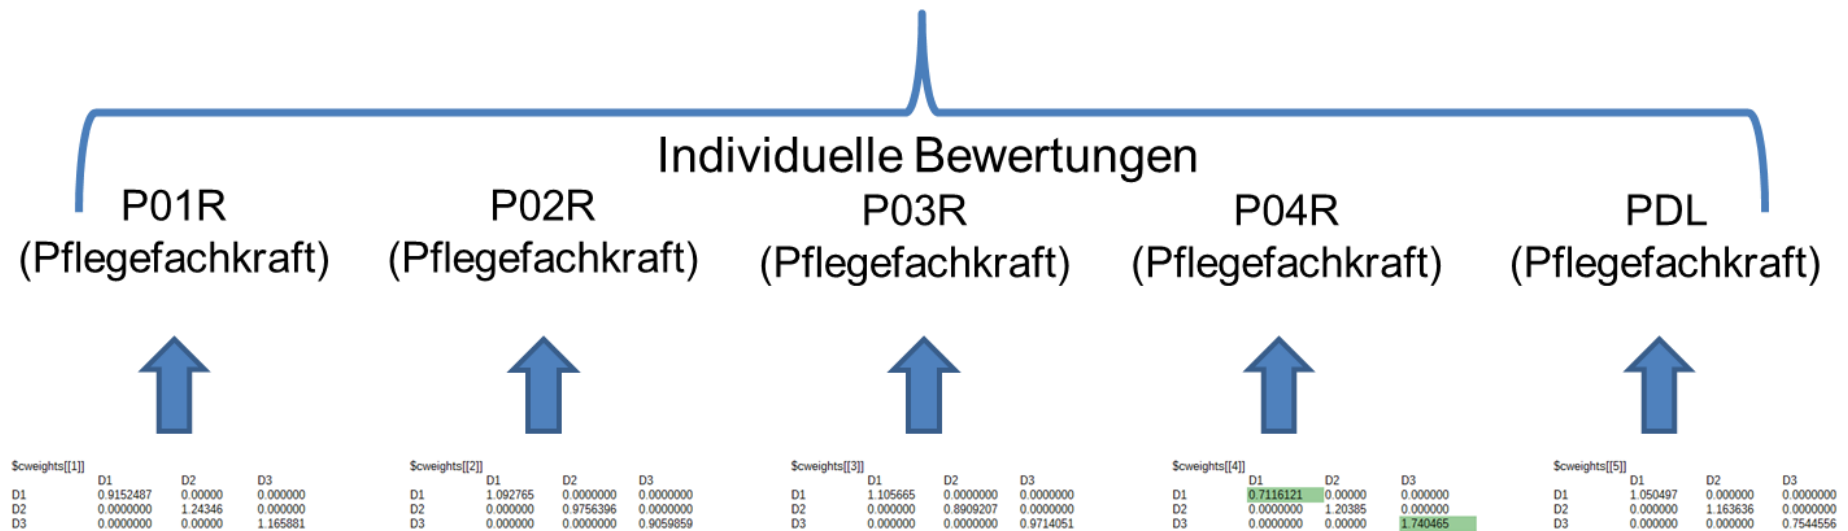 Individuelle Bewertungen
P01R
(Pflegefachkraft)
P02R
(Pflegefachkraft)
P03R
(Pflegefachkraft)
P04R
(Pflegefachkraft)
PDL
(Pflegefachkraft)
$cweights[[1]]
D1 D2 D3
D1 0.9152487 0.00000 0.000000
D2 0.0000000 1.24346 0.000000
D3 0.0000000 0.00000 1.165881
$cweights[[2]]
D1 D2 D3
D1 1.092765 0.0000000 0.0000000
D2 0.000000 0.9756396 0.0000000
D3 0.000000 0.0000000 0.9059859
$cweights[[3]]
D1 D2 D3
D1 1.105665 0.0000000 0.0000000
D2 0.000000 0.8909207 0.0000000
D3 0.000000 0.0000000 0.9714051
$cweights[[4]]
D1 D2 D3
D1 0.7116121 0.00000 0.000000
D2 0.0000000 1.20385 0.000000
D3 0.0000000 0.00000 1.740465
$cweights[[5]]
D1 D2 D3
D1 1.050497 0.000000 0.0000000
D2 0.000000 1.163636 0.0000000
D3 0.000000 0.000000 0.7544556